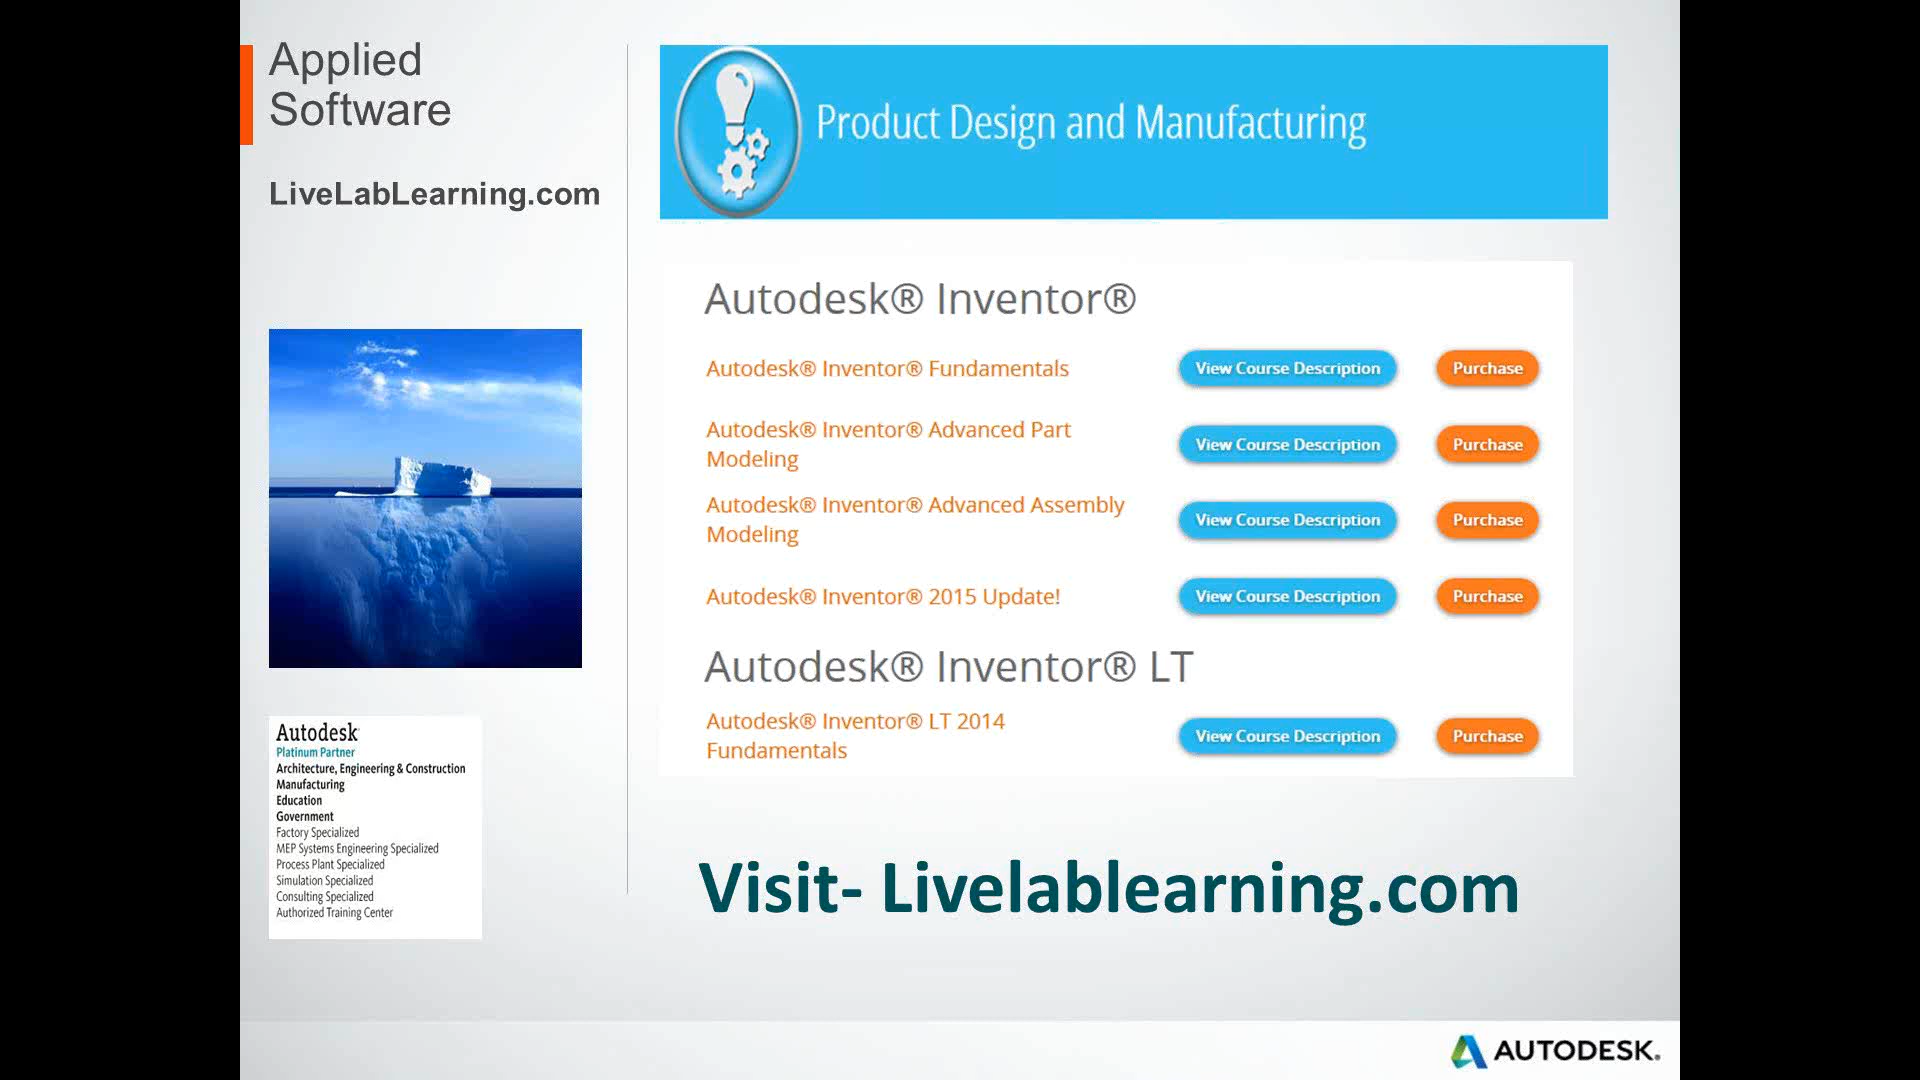 Applied
Software
LiveLabLearning.com
Autodesk
Platinum Partner
Architecture, Engineering & Construction
Manufacturing
Education
Government
Factory Specialized
MEP Systems Engineering Specialized
Process Plant Specialized
Simulation Specialized
Consulting Specialized
Authorized Training Center
Product Design and Manufacturing
Autodesk® Inventor®
Autodesk® Inventor® Fundamentals
View Course Description
Purchase
Autodesk® Inventor® Advanced Part
Modeling
View Course Description
Purchase
Autodesk® Inventor® Advanced Assembly
Modeling
View Course Description
Purchase
Autodesk® Inventor® 2015 Update!
View Course Description
Purchase
Autodesk® Inventor® LT
Autodesk® Inventor® LT 2014
Fundamentals
View Course Description
Purchase
Visit- Livelablearning.com
AUTODESK.